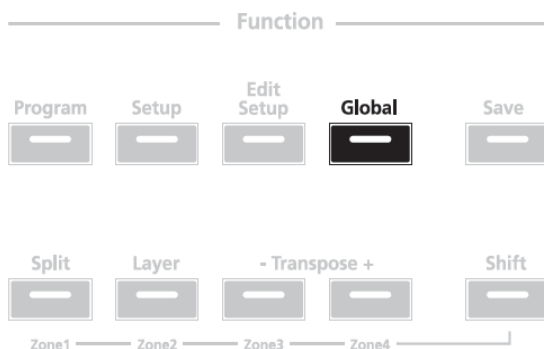 Function
Program Setup Edit Setup Global Save
Split Layer - Transpose + Shift
Zone1 Zone2 Zone3 Zone4